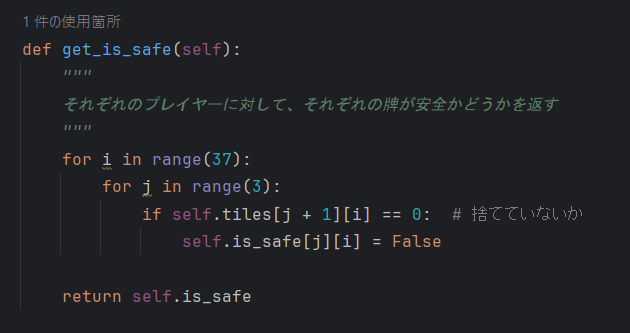 1 件の使用箇所
def get_is_safe(self):
    """
    それぞれのプレイヤーに対して、それぞれの牌が安全かどうかを返す
    """
    for i in range(37):
        for j in range(3):
            if self.tiles[j + 1][i] == 0:  # 捨てていないか
                self.is_safe[j][i] = False
    return self.is_safe